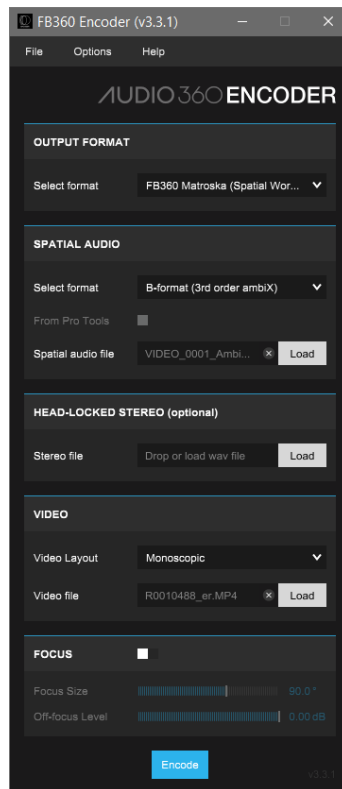 FB360 Encoder (v3.3.1)
File Options Help
AUDIO 360 ENCODER
OUTPUT FORMAT
Select format FB360 Matroska (Spatial Wor...
SPATIAL AUDIO
Select format B-format (3rd order ambiX)
From Pro Tools
Spatial audio file VIDEO_0001_Ambi... Load
HEAD-LOCKED STEREO (optional)
Stereo file Drop or load wav file Load
VIDEO
Video Layout Monoscopic
Video file R0010488_er.MP4 Load
FOCUS
Focus Size 90.0°
Off-focus Level 0.00 dB
Encode
v3.3.1